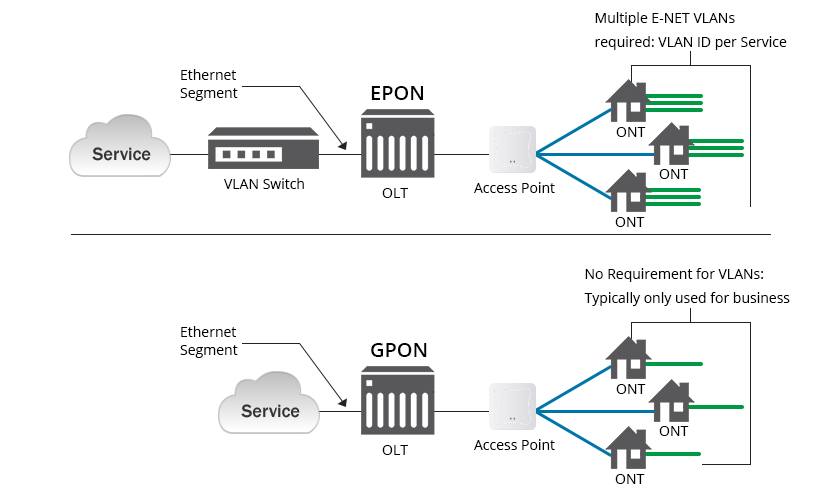 Multiple E-NET VLANs
required: VLAN ID per Service
Ethernet
Segment
EPON
Service
VLAN Switch
OLT
Access Point
ONT
ONT
ONT
No Requirement for VLANs:
Typically only used for business
Ethernet
Segment
GPON
Service
OLT
Access Point
ONT
ONT
ONT